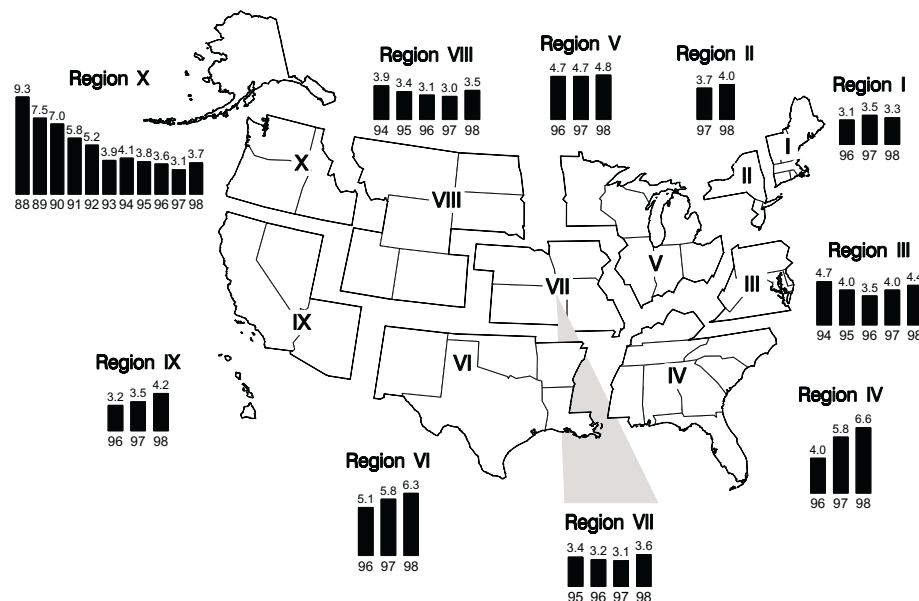 Region X
9.3
7.5
7.0
5.8
5.2
3.9
4.1
3.8
3.6
3.1
3.7
88 89 90 91 92 93 94 95 96 97 98
Region VIII
3.9 3.4 3.1 3.0 3.5
94 95 96 97 98
Region V
4.7 4.7 4.8
96 97 98
Region II
3.7 4.0
97 98
Region I
3.1 3.5 3.3
96 97 98
X
VIII
VII
V
II
I
III
IX
VI
IV
Region III
4.7 4.0 3.5 4.0 4.4
94 95 96 97 98
Region IX
3.2 3.5 4.2
96 97 98
Region IV
4.0 5.8 6.6
96 97 98
Region VI
5.1 5.8 6.3
96 97 98
Region VII
3.4 3.2 3.1 3.6
95 96 97 98